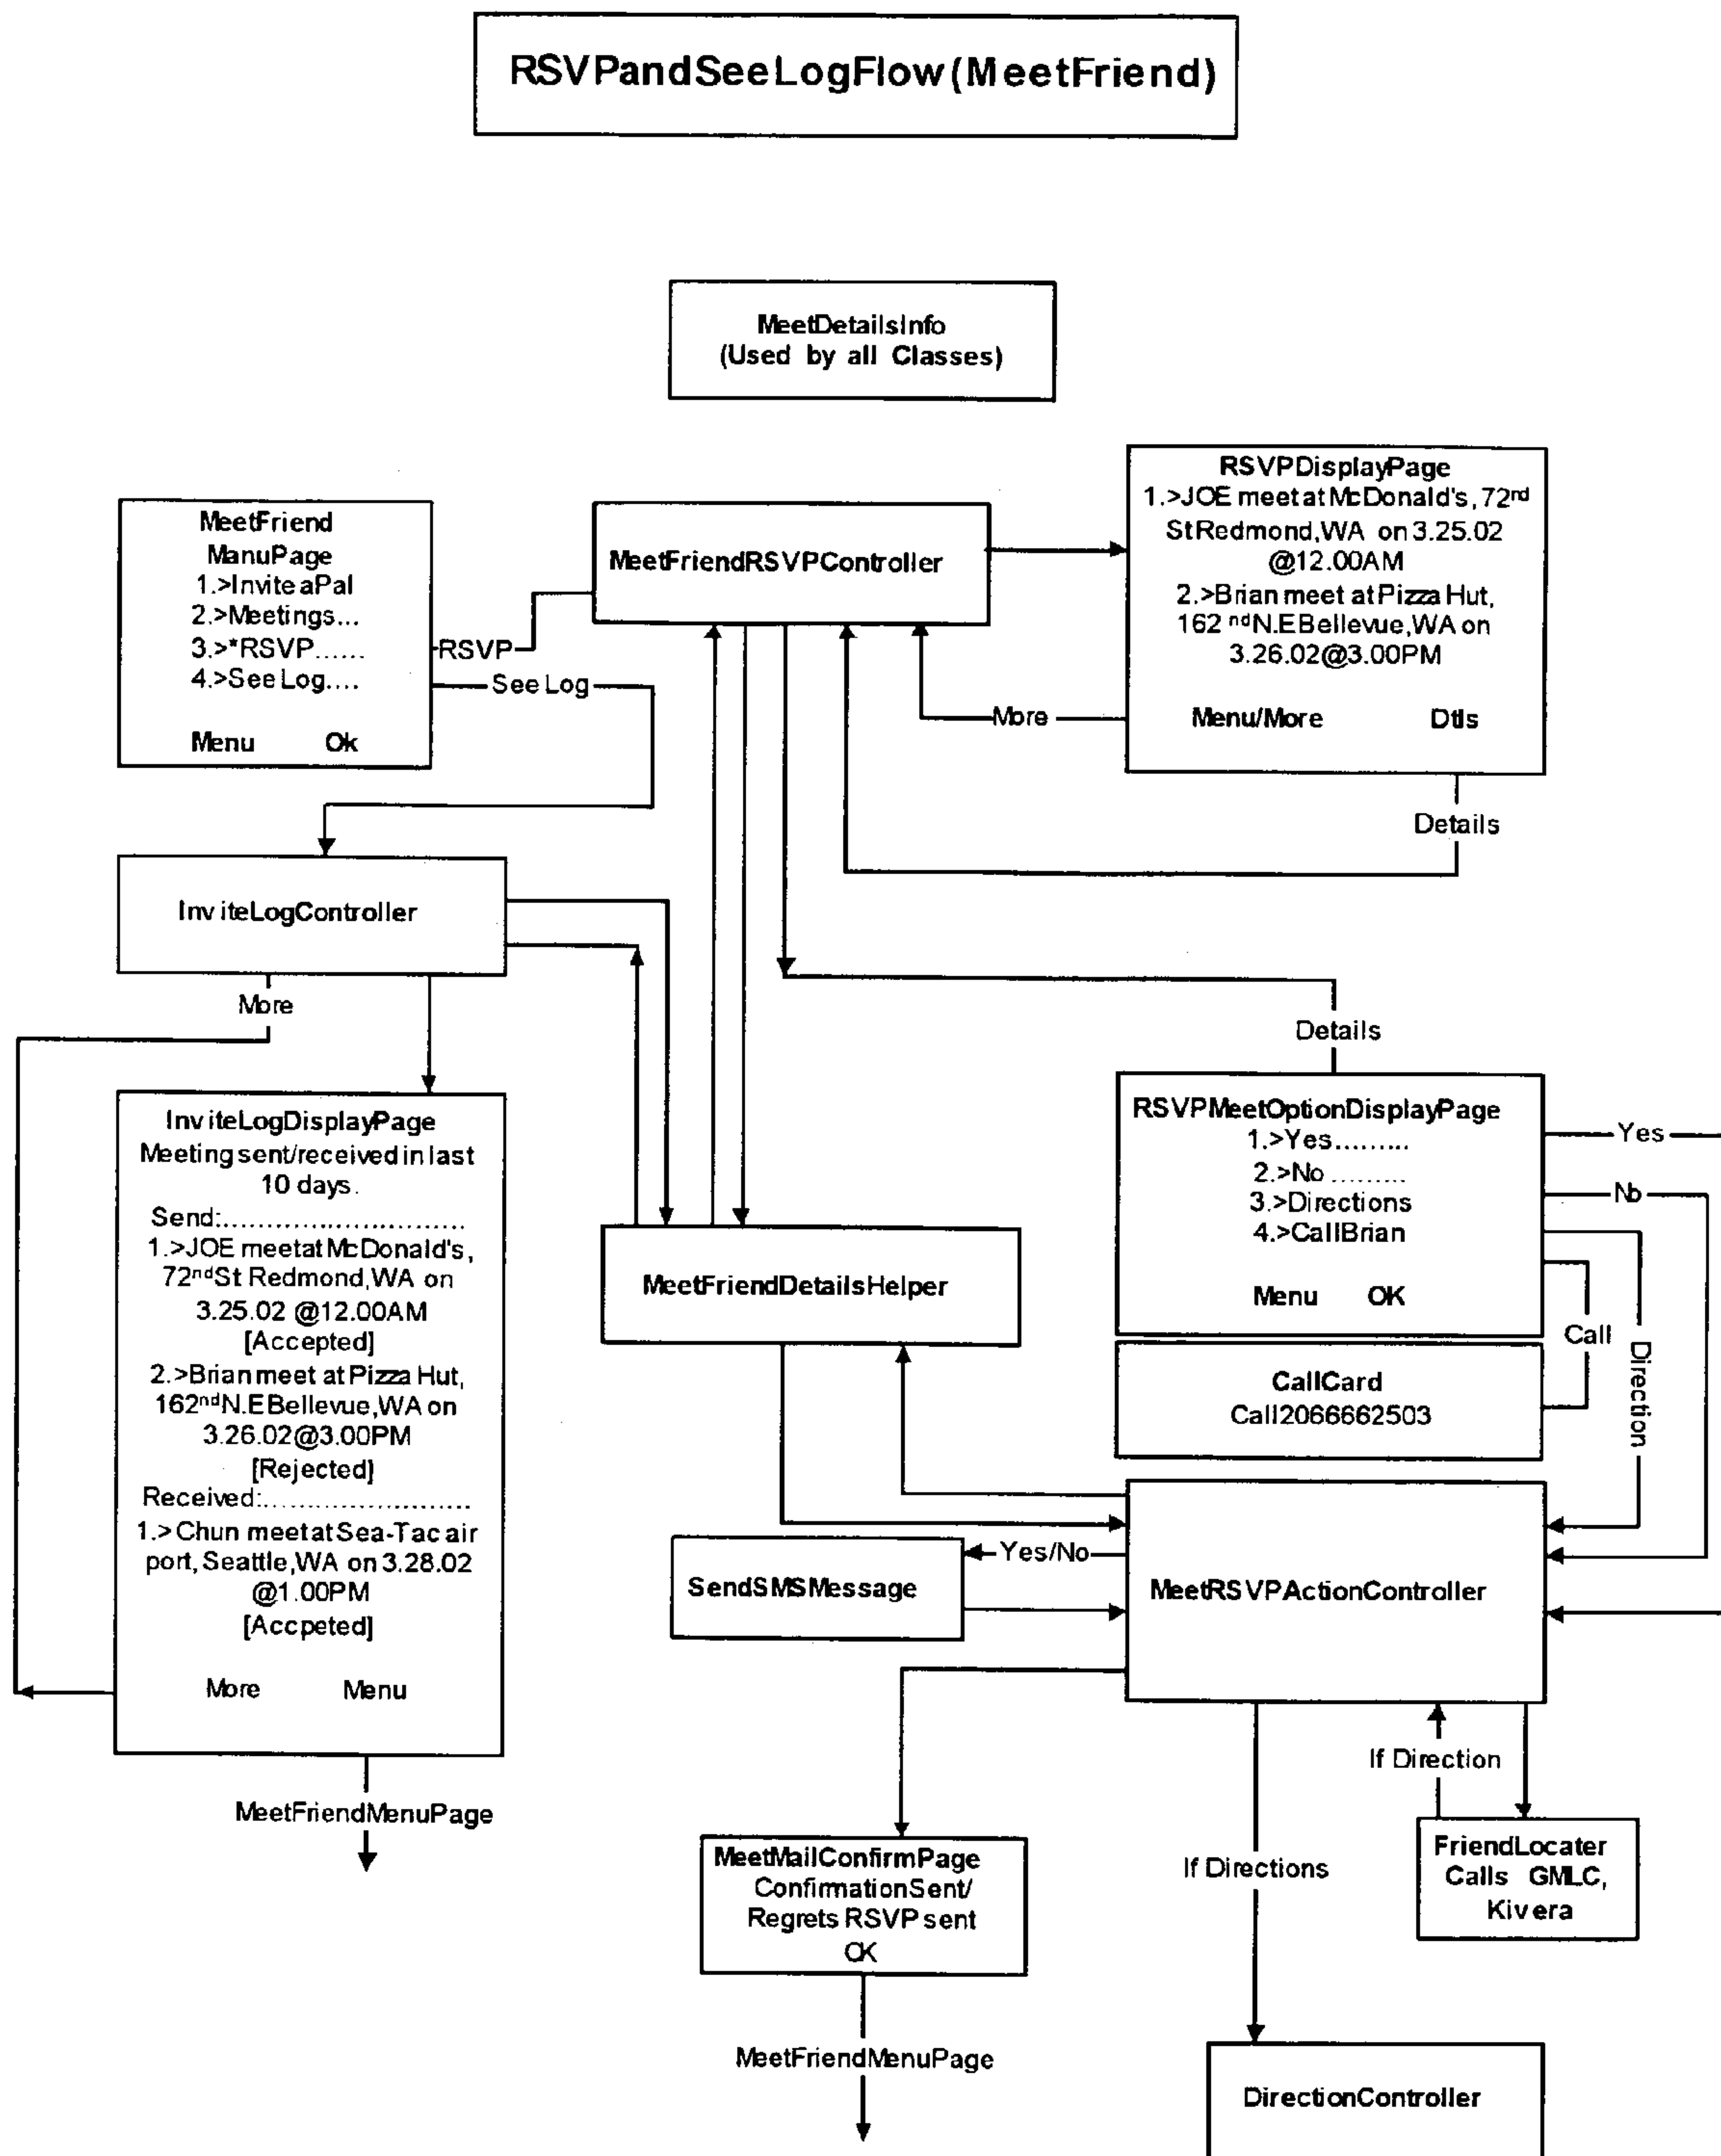 RSVPandSeeLogFlow(MeetFriend)
MeetDetailsInfo
(Used by all Classes)
MeetFriend
ManuPage
1.>InviteaPal
2.>Meetings...
3.>*RSVP......
4.>See Log....
Menu Ok
RSVP
See Log
MeetFriendRSVPController
RSVPDisplayPage
1.>JOE meet at McDonald's, 72nd
St Redmond, WA on 3.25.02
@12.00AM
2.>Brian meet at Pizza Hut,
162 nd N.E Bellevue, WA on
3.26.02@3.00PM
Menu/More Dtls
More
Details
InviteLogController
More
Details
InviteLogDisplayPage
Meeting sent/received in last
10 days.
Send:...........................
1.>JOE meet at McDonald's,
72nd St Redmond, WA on
3.25.02 @12.00AM
[Accepted]
2.>Brian meet at Pizza Hut,
162nd N.E Bellevue, WA on
3.26.02@3.00PM
[Rejected]
Received:.......................
1.> Chun meet at Sea-Tac air
port, Seattle, WA on 3.28.02
@1.00PM
[Accpeted]
More Menu
MeetFriendMenuPage
MeetFriendDetailsHelper
RSVPMeetOptionDisplayPage
1.>Yes.........
2.>No .........
3.>Directions
4.>CallBrian
Menu OK
Yes
No
Call
Direction
CallCard
Call2066662503
SendSMSMessage
Yes/No
MeetRSVPActionController
If Direction
FriendLocater
Calls GMLC,
Kivera
If Directions
MeetMailConfirmPage
ConfirmationSent/
Regrets RSVP sent
OK
MeetFriendMenuPage
DirectionController